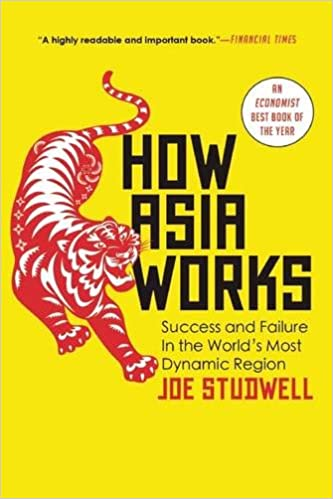 "A highly readable and important book."—FINANCIAL TIMES
AN
ECONOMIST
BEST BOOK OF
THE YEAR
HOW
ASIA
WORKS
Success and Failure
In the World's Most
Dynamic Region
JOE STUDWELL